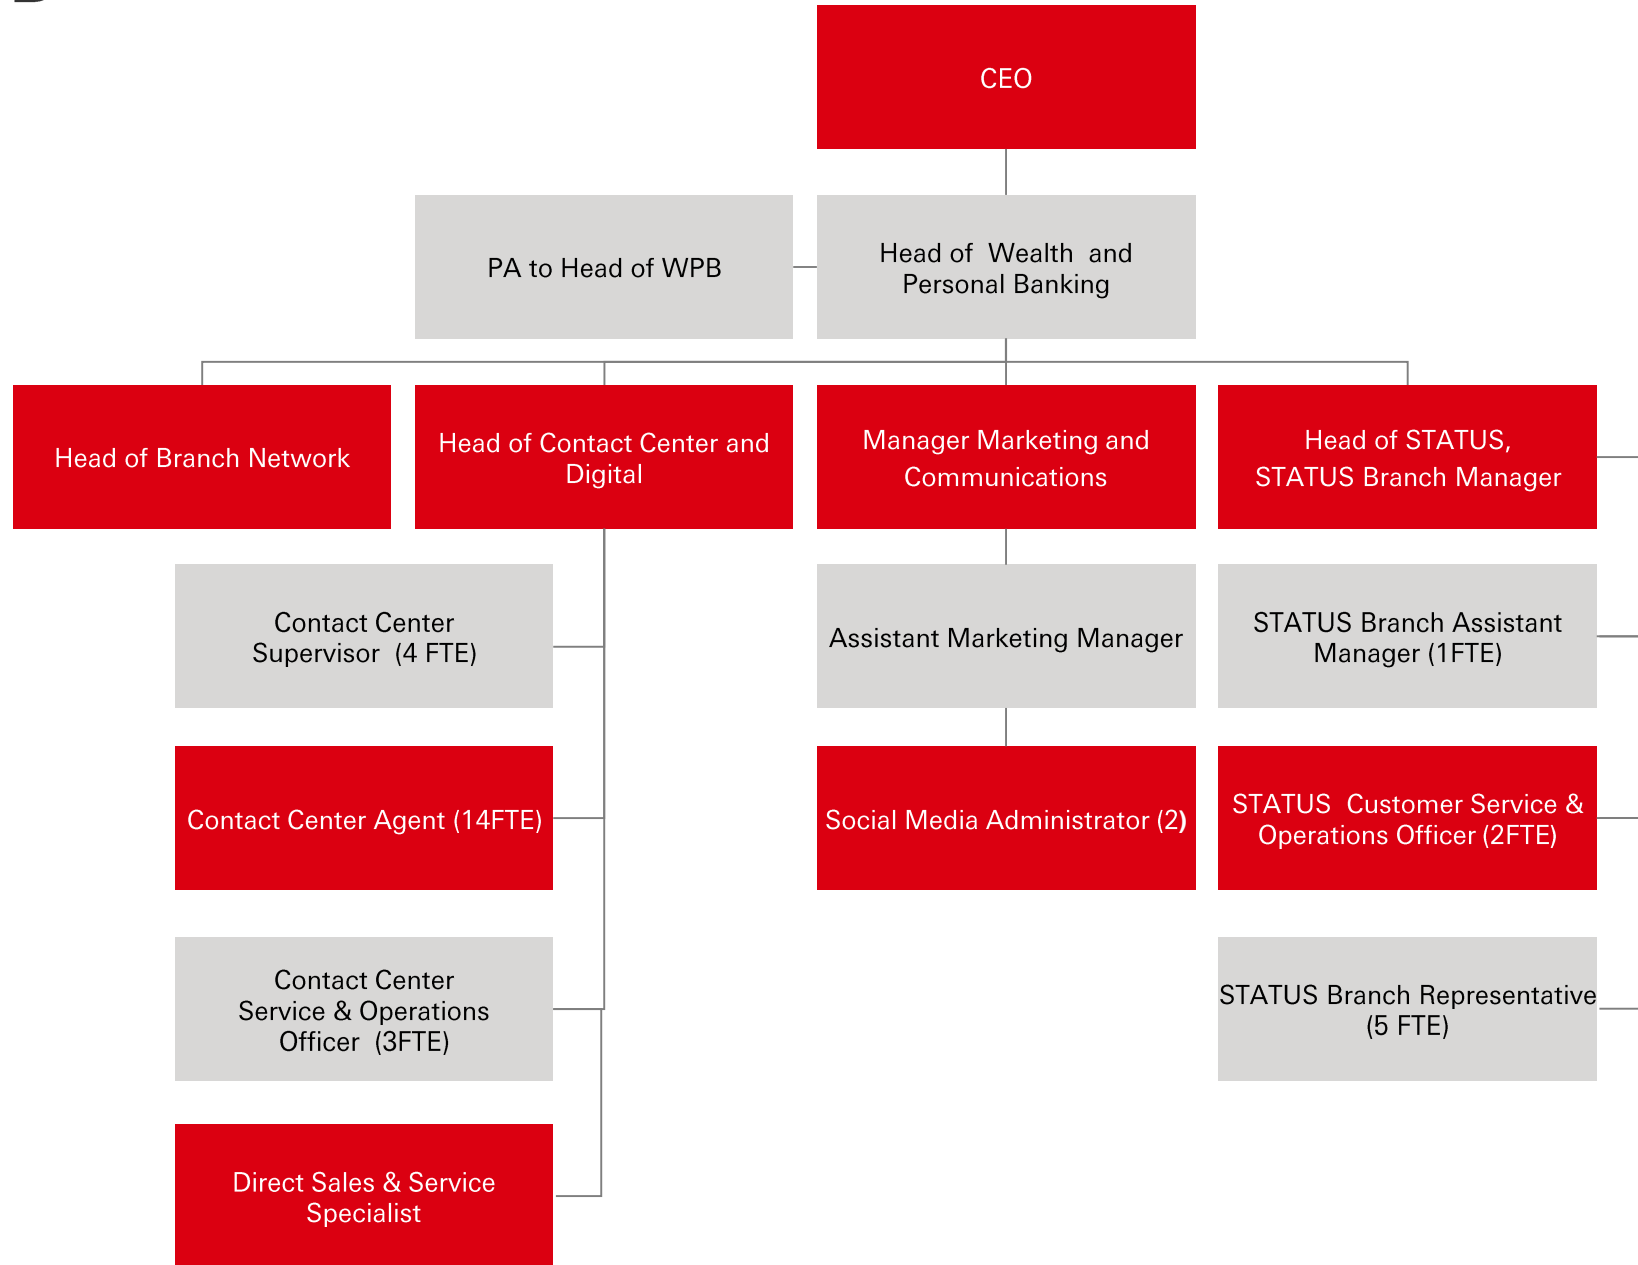 CEO
PA to Head of WPB
Head of  Wealth  and
Personal Banking
Head of Branch Network
Head of Contact Center and
Digital
Manager Marketing and
Communications
Head of STATUS,
STATUS Branch Manager
Contact Center
Supervisor  (4 FTE)
Assistant Marketing Manager
STATUS Branch Assistant
Manager (1FTE)
Contact Center Agent (14FTE)
Social Media Administrator (2)
STATUS  Customer Service &
Operations Officer (2FTE)
Contact Center
Service & Operations
Officer  (3FTE)
STATUS Branch Representative
(5 FTE)
Direct Sales & Service
Specialist